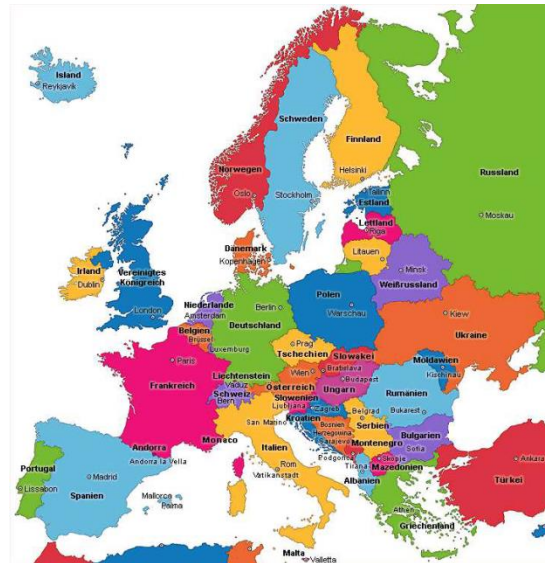 Island
Reykjavik
Schweden
Finnland
Norwegen
Russland
Helsinki
Oslo
Stockholm
Tallinn
Estland
Moskau
Lettland
Riga
Dänemark
Kopenhagen
Litauen
Irland
Dublin
Vereinigtes
Königreich
Minsk
Weißrussland
Niederlande
Amsterdam
Berlin
Polen
Warschau
London
Deutschland
Kiew
Ukraine
Belgien
Brüssel
Luxemburg
Prag
Tschechien
Paris
Slowakei
Bratislava
Moldawien
Kischinau
Frankreich
Liechtenstein
Vaduz
Wien
Österreich
Budapest
Ungarn
Schweiz
Bern
Slowenien
Ljubljana
Rumänien
Kroatien
Zagreb
Belgrad
Bukarest
San Marino
Bosnien
Herzegowina
Sarajevo
Serbien
Monaco
Italien
Montenegro
Bulgarien
Sofia
Andorra
Andorra la Vella
Podgorica
Skopje
Portugal
Rom
Vatikanstadt
Tirana
Mazedonien
Madrid
Albanien
Ankara
Türkei
Lissabon
Spanien
Mallorca
Palma
Athen
Griechenland
Malta
Valletta